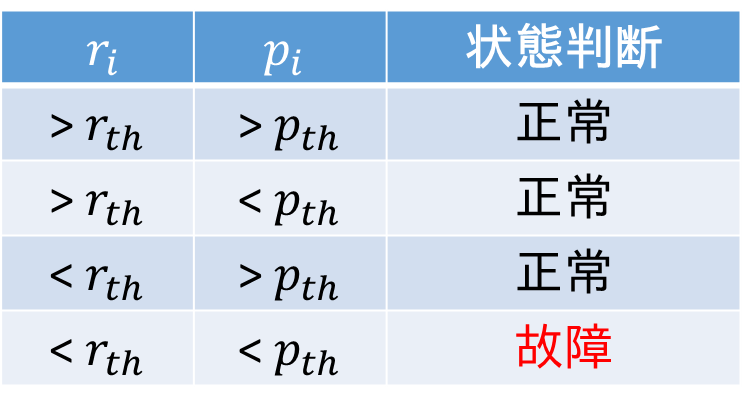 r_i p_i 状態判断
> r_th > p_th 正常
> r_th < p_th 正常
< r_th > p_th 正常
< r_th < p_th 故障